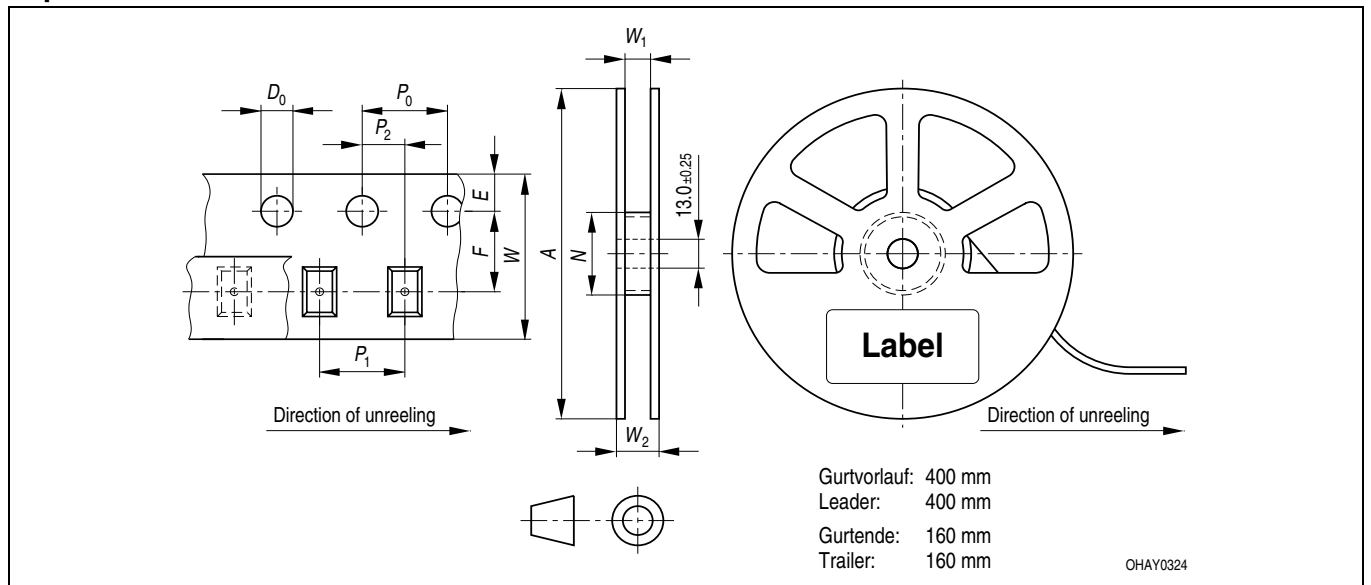 W1
D0
P0
P2
13.0±0.25
E
F
W
A
N
P1
Label
Direction of unreeling
W2
Direction of unreeling
Gurtvorlauf: 400 mm
Leader: 400 mm
Gurtende: 160 mm
Trailer: 160 mm
OHAY0324